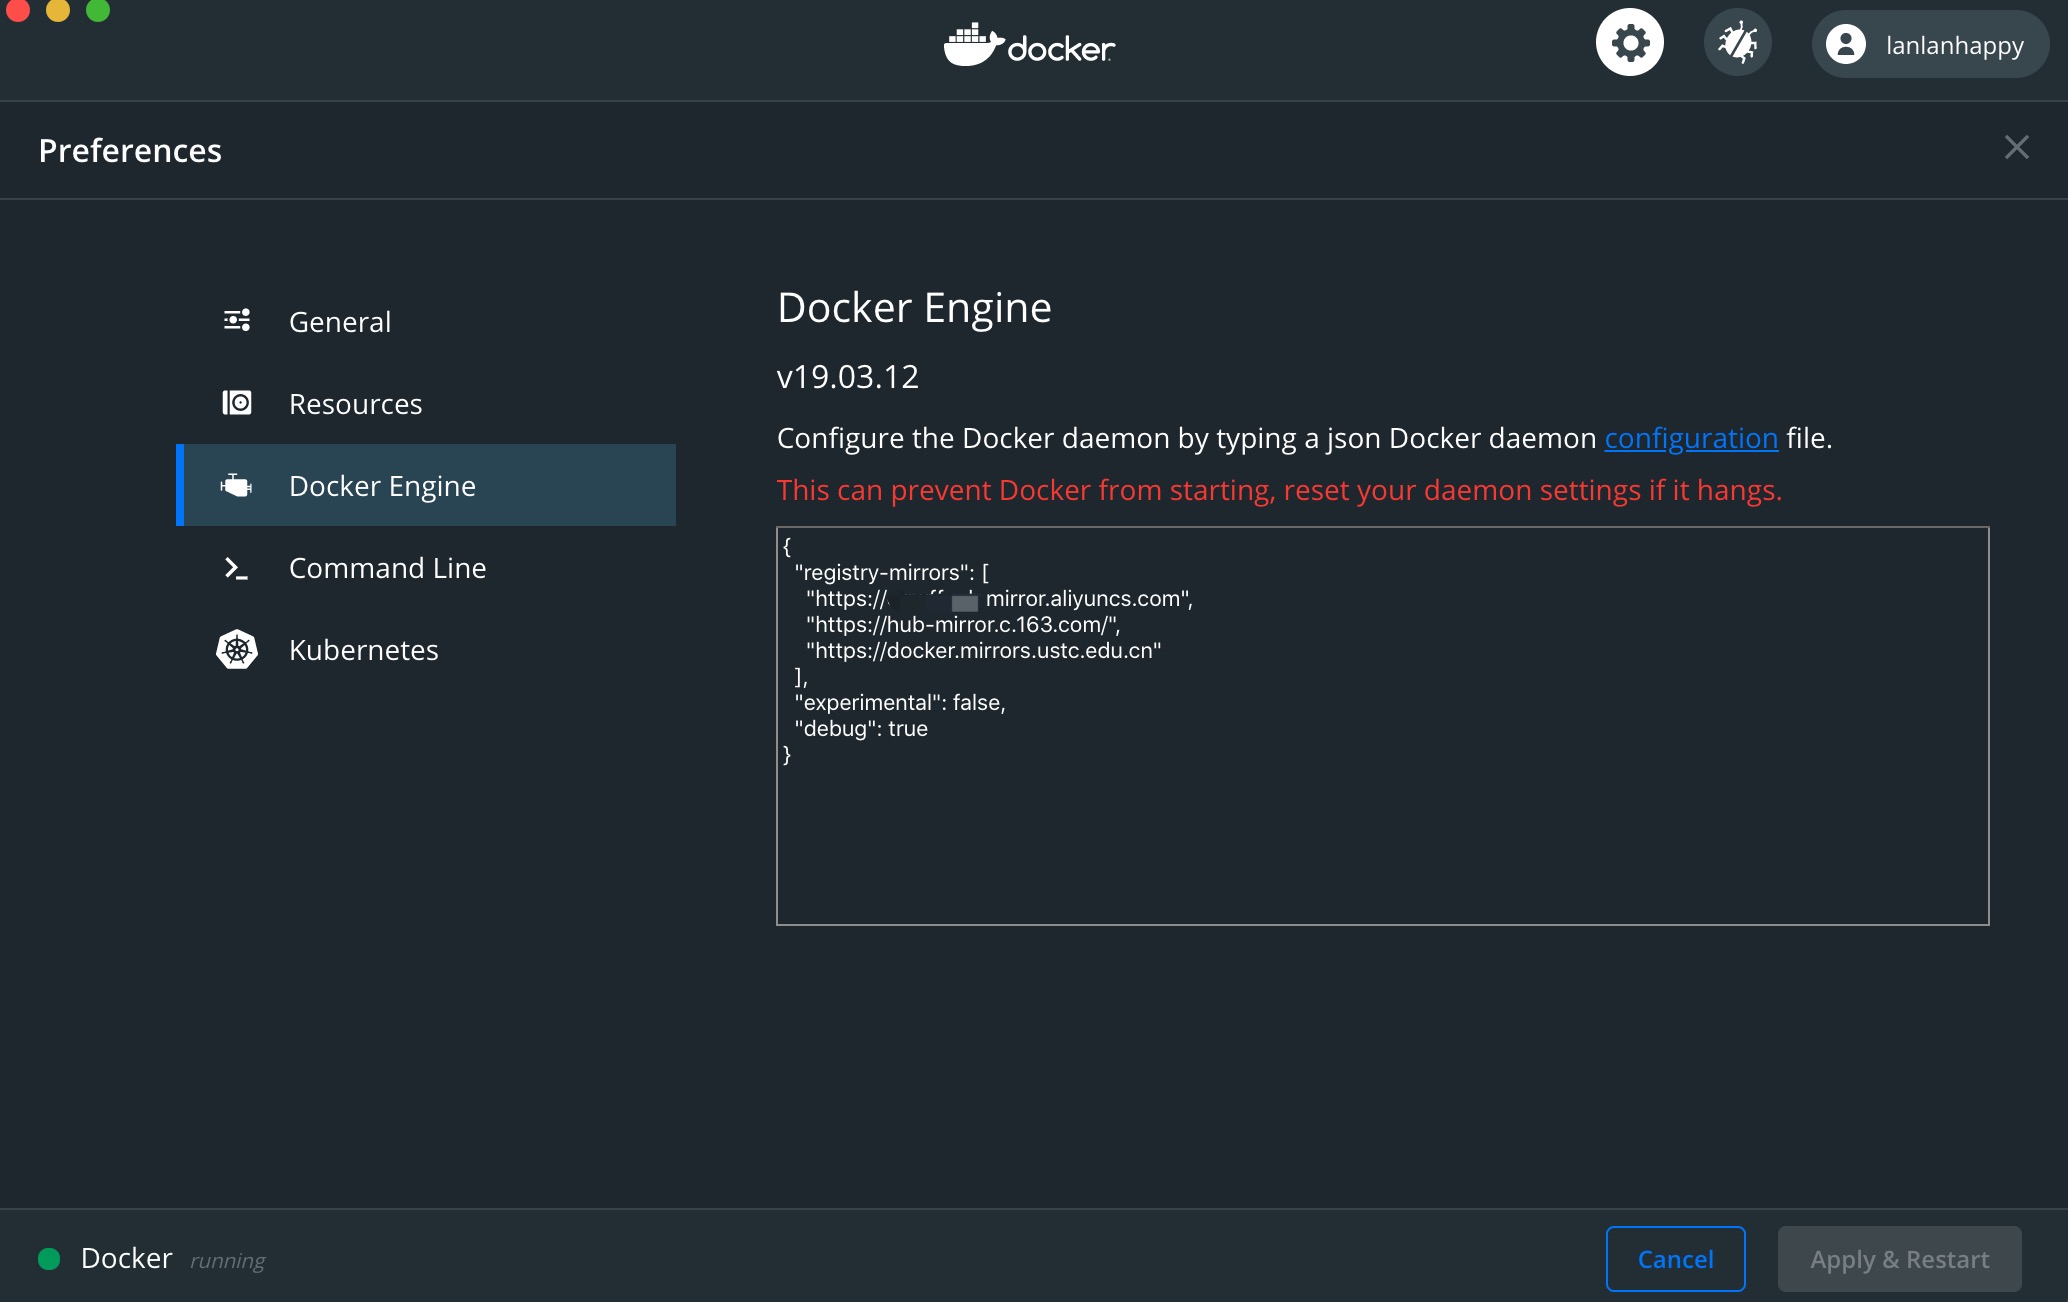 docker
lanlanhappy
Preferences
General
Resources
Docker Engine
Command Line
Kubernetes
Docker Engine
v19.03.12
Configure the Docker daemon by typing a json Docker daemon configuration file.
This can prevent Docker from starting, reset your daemon settings if it hangs.
{
"registry-mirrors": [
"https:// mirror.aliyuncs.com",
"https://hub-mirror.c.163.com/",
"https://docker.mirrors.ustc.edu.cn"
],
"experimental": false,
"debug": true
}
Docker running
Cancel
Apply & Restart